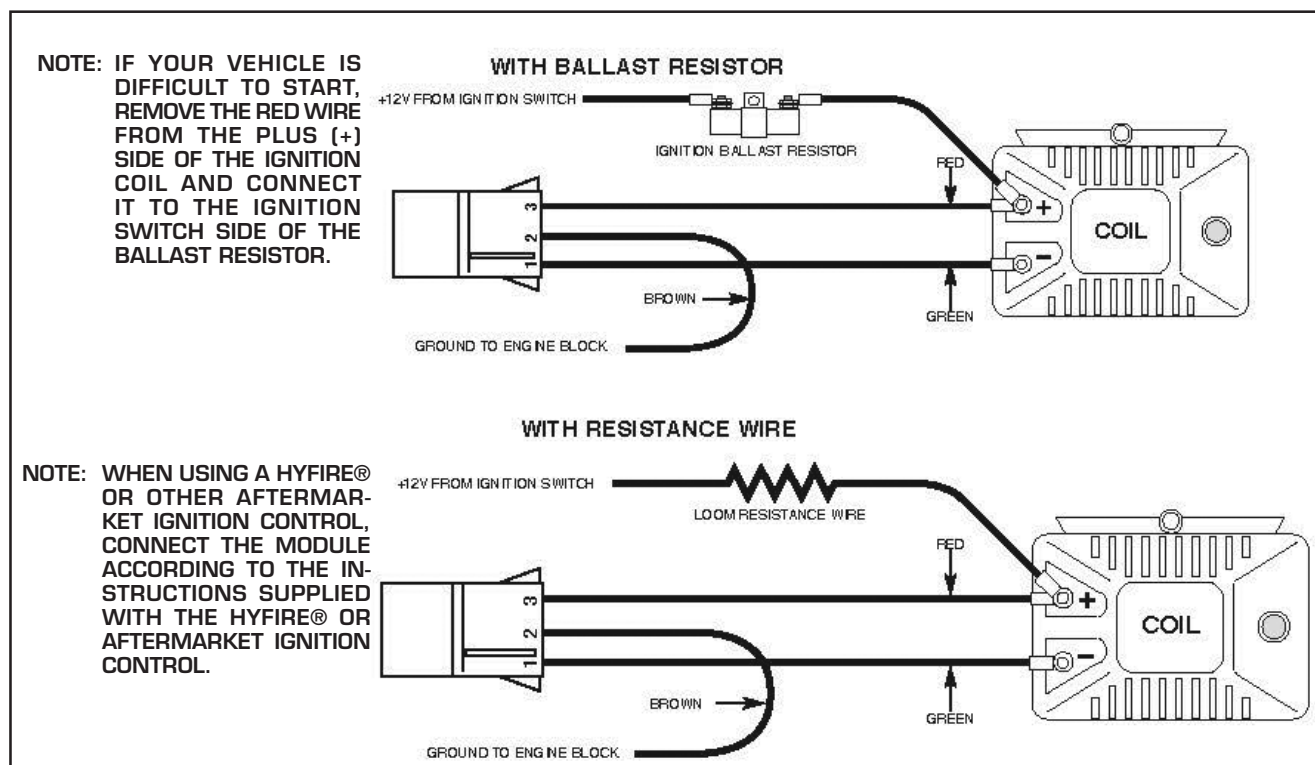 NOTE: IF YOUR VEHICLE IS
DIFFICULT TO START,
REMOVE THE RED WIRE
FROM THE PLUS (+)
SIDE OF THE IGNITION
COIL AND CONNECT
IT TO THE IGNITION
SWITCH SIDE OF THE
BALLAST RESISTOR.
WITH BALLAST RESISTOR
+12V FROM IGNITION SWITCH
IGNITION BALLAST RESISTOR
RED
3
2
1
+
COIL
-
BROWN
GREEN
GROUND TO ENGINE BLOCK
WITH RESISTANCE WIRE
NOTE: WHEN USING A HYFIRE®
OR OTHER AFTERMAR-
KET IGNITION CONTROL,
CONNECT THE MODULE
ACCORDING TO THE IN-
STRUCTIONS SUPPLIED
WITH THE HYFIRE® OR
AFTERMARKET IGNITION
CONTROL.
+12V FROM IGNITION SWITCH
LOOM RESISTANCE WIRE
RED
3
2
1
+
COIL
-
BROWN
GREEN
GROUND TO ENGINE BLOCK